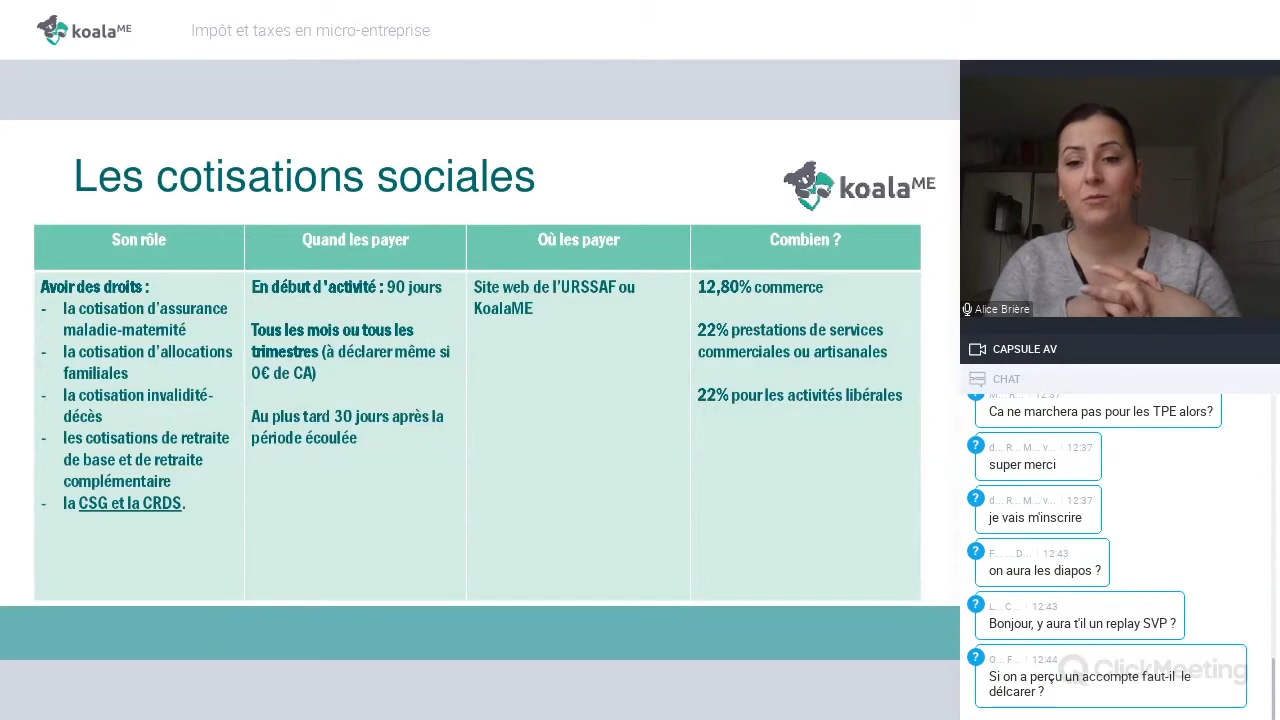 koalaME
Impôt et taxes en micro-entreprise
Les cotisations sociales
koalaME
Son rôle
Quand les payer
Où les payer
Combien ?
Avoir des droits :
- la cotisation d'assurance
maladie-maternité
- la cotisation d'allocations
familiales
- la cotisation invalidité-
décès
- les cotisations de retraite
de base et de retraite
complémentaire
- la CSG et la CRDS.
En début d'activité : 90 jours
Tous les mois ou tous les
trimestres (à déclarer même si
0€ de CA)
Au plus tard 30 jours après la
période écoulée
Site web de l'URSSAF ou
KoalaME
12,80% commerce
22% prestations de services
commerciales ou artisanales
22% pour les activités libérales
Alice Brière
CAPSULE AV
CHAT
M... R... 12:37
Ca ne marchera pas pour les TPE alors?
d... R... M... v... 12:37
super merci
d... R... M... v... 12:37
je vais m'inscrire
F... ... D... 12:43
on aura les diapos ?
L... C... 12:43
Bonjour, y aura t'il un replay SVP ?
O... F... 12:44
Si on a perçu un accompte faut-il le
délcarer ?
ClickMeeting